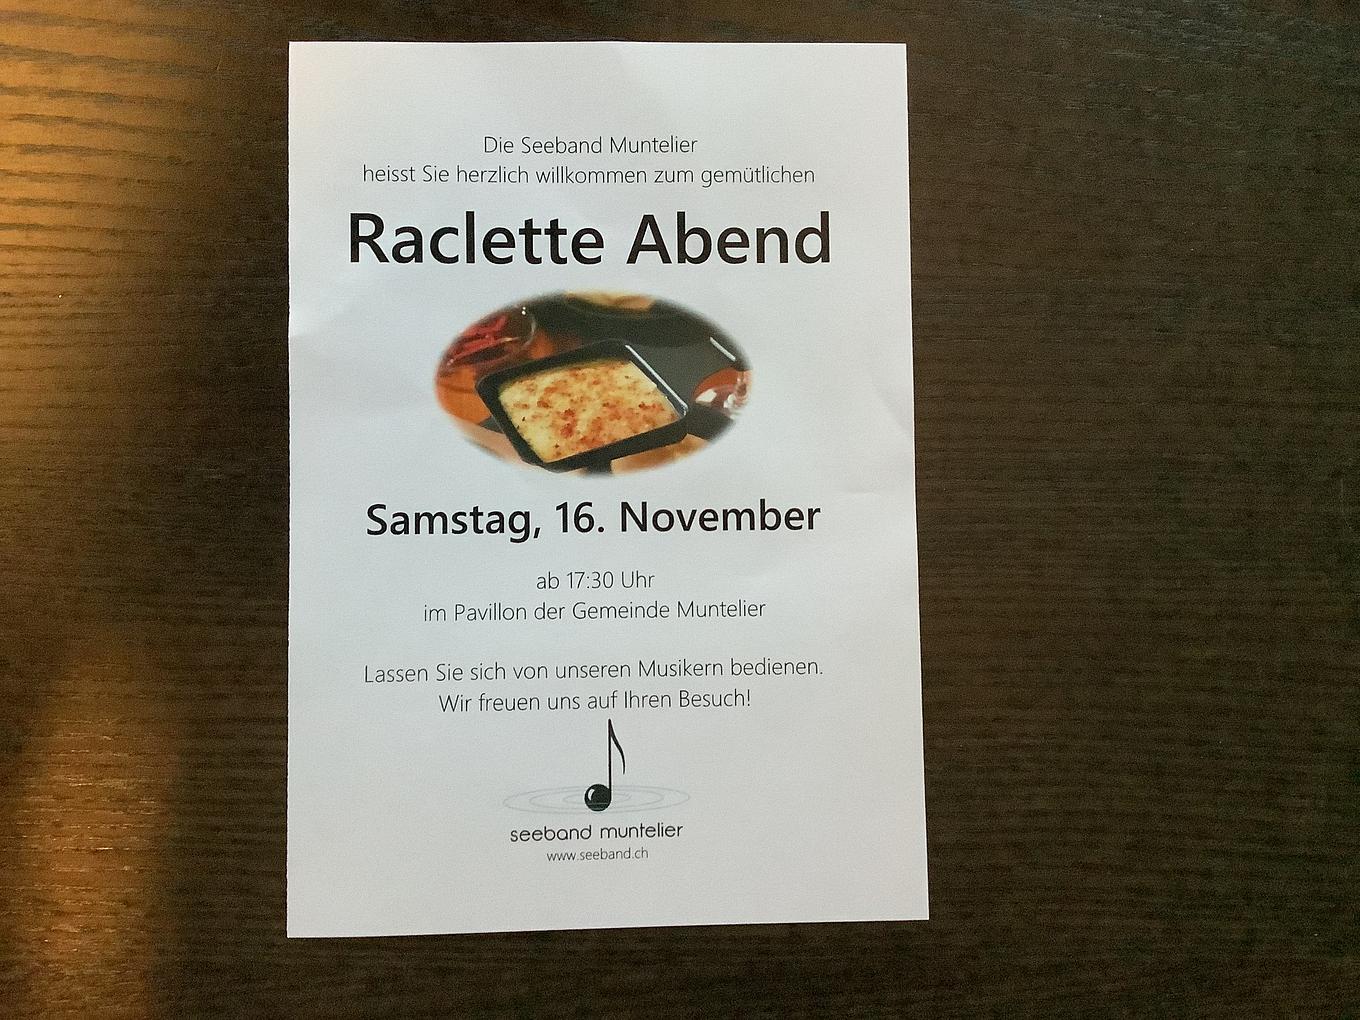 Die Seeband Muntelier
heisst Sie herzlich willkommen zum gemütlichen
Raclette Abend
Samstag, 16. November
ab 17:30 Uhr
im Pavillon der Gemeinde Muntelier
Lassen Sie sich von unseren Musikern bedienen.
Wir freuen uns auf Ihren Besuch!
seeband muntelier
www.seeband.ch